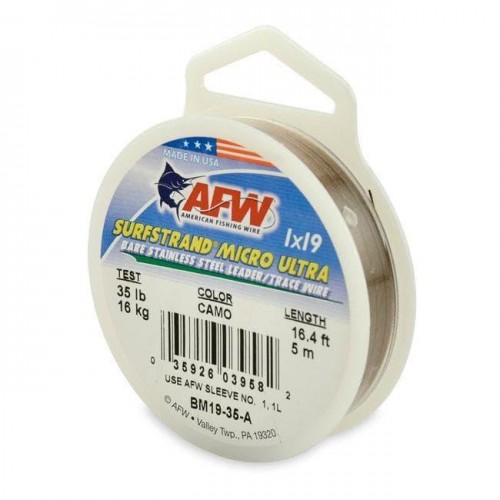 MADE IN USA
AFW
AMERICAN FISHING WIRE
1x19
SURFSTRAND® MICRO ULTRA
BARE STAINLESS STEEL LEADER/TRACE WIRE
TEST COLOR LENGTH
35 lb CAMO 16.4 ft
16 kg 5 m
0 35926 03958 2
USE AFW SLEEVE NO. 1, 1L
BM19-35-A
© AFW • Valley Twp., PA 19320